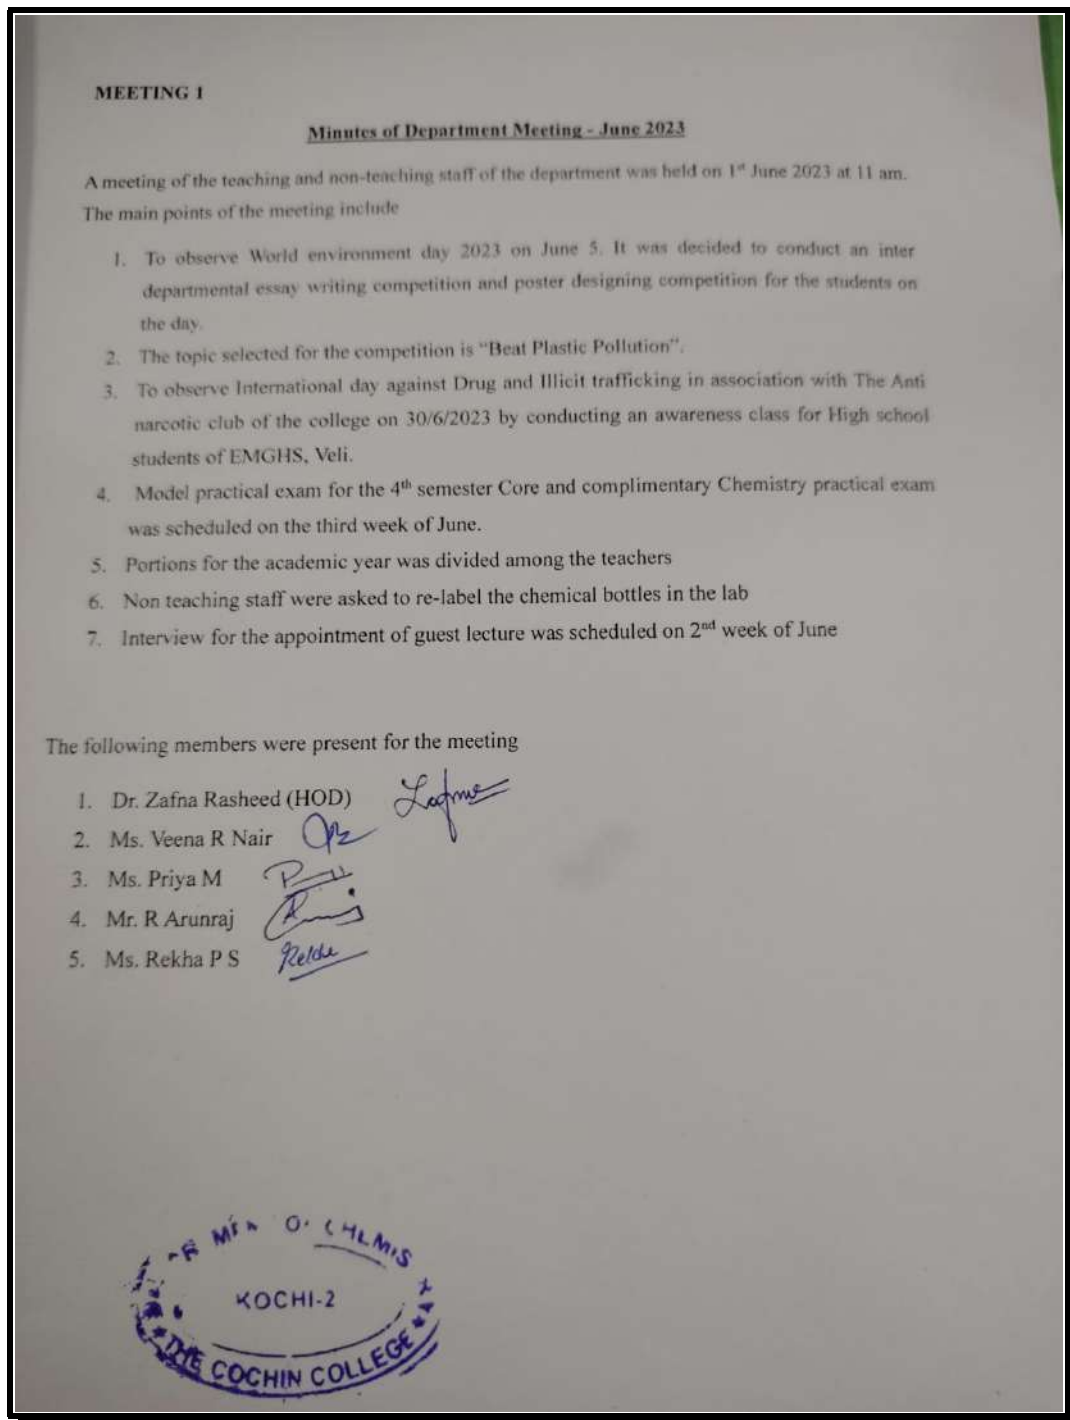 MEETING 1
Minutes of Department Meeting - June 2023
A meeting of the teaching and non-teaching staff of the department was held on 1st June 2023 at 11 am.
The main points of the meeting include
1. To observe World environment day 2023 on June 5. It was decided to conduct an inter
departmental essay writing competition and poster designing competition for the students on
the day.
2. The topic selected for the competition is “Beat Plastic Pollution”.
3. To observe International day against Drug and Illicit trafficking in association with The Anti
narcotic club of the college on 30/6/2023 by conducting an awareness class for High school
students of EMGHS, Veli.
4. Model practical exam for the 4th semester Core and complimentary Chemistry practical exam
was scheduled on the third week of June.
5. Portions for the academic year was divided among the teachers
6. Non teaching staff were asked to re-label the chemical bottles in the lab
7. Interview for the appointment of guest lecture was scheduled on 2nd week of June
The following members were present for the meeting
1. Dr. Zafna Rasheed (HOD)
2. Ms. Veena R Nair
3. Ms. Priya M
4. Mr. R Arunraj
5. Ms. Rekha P S Rekha
KOCHI-2
THE COCHIN COLLEGE